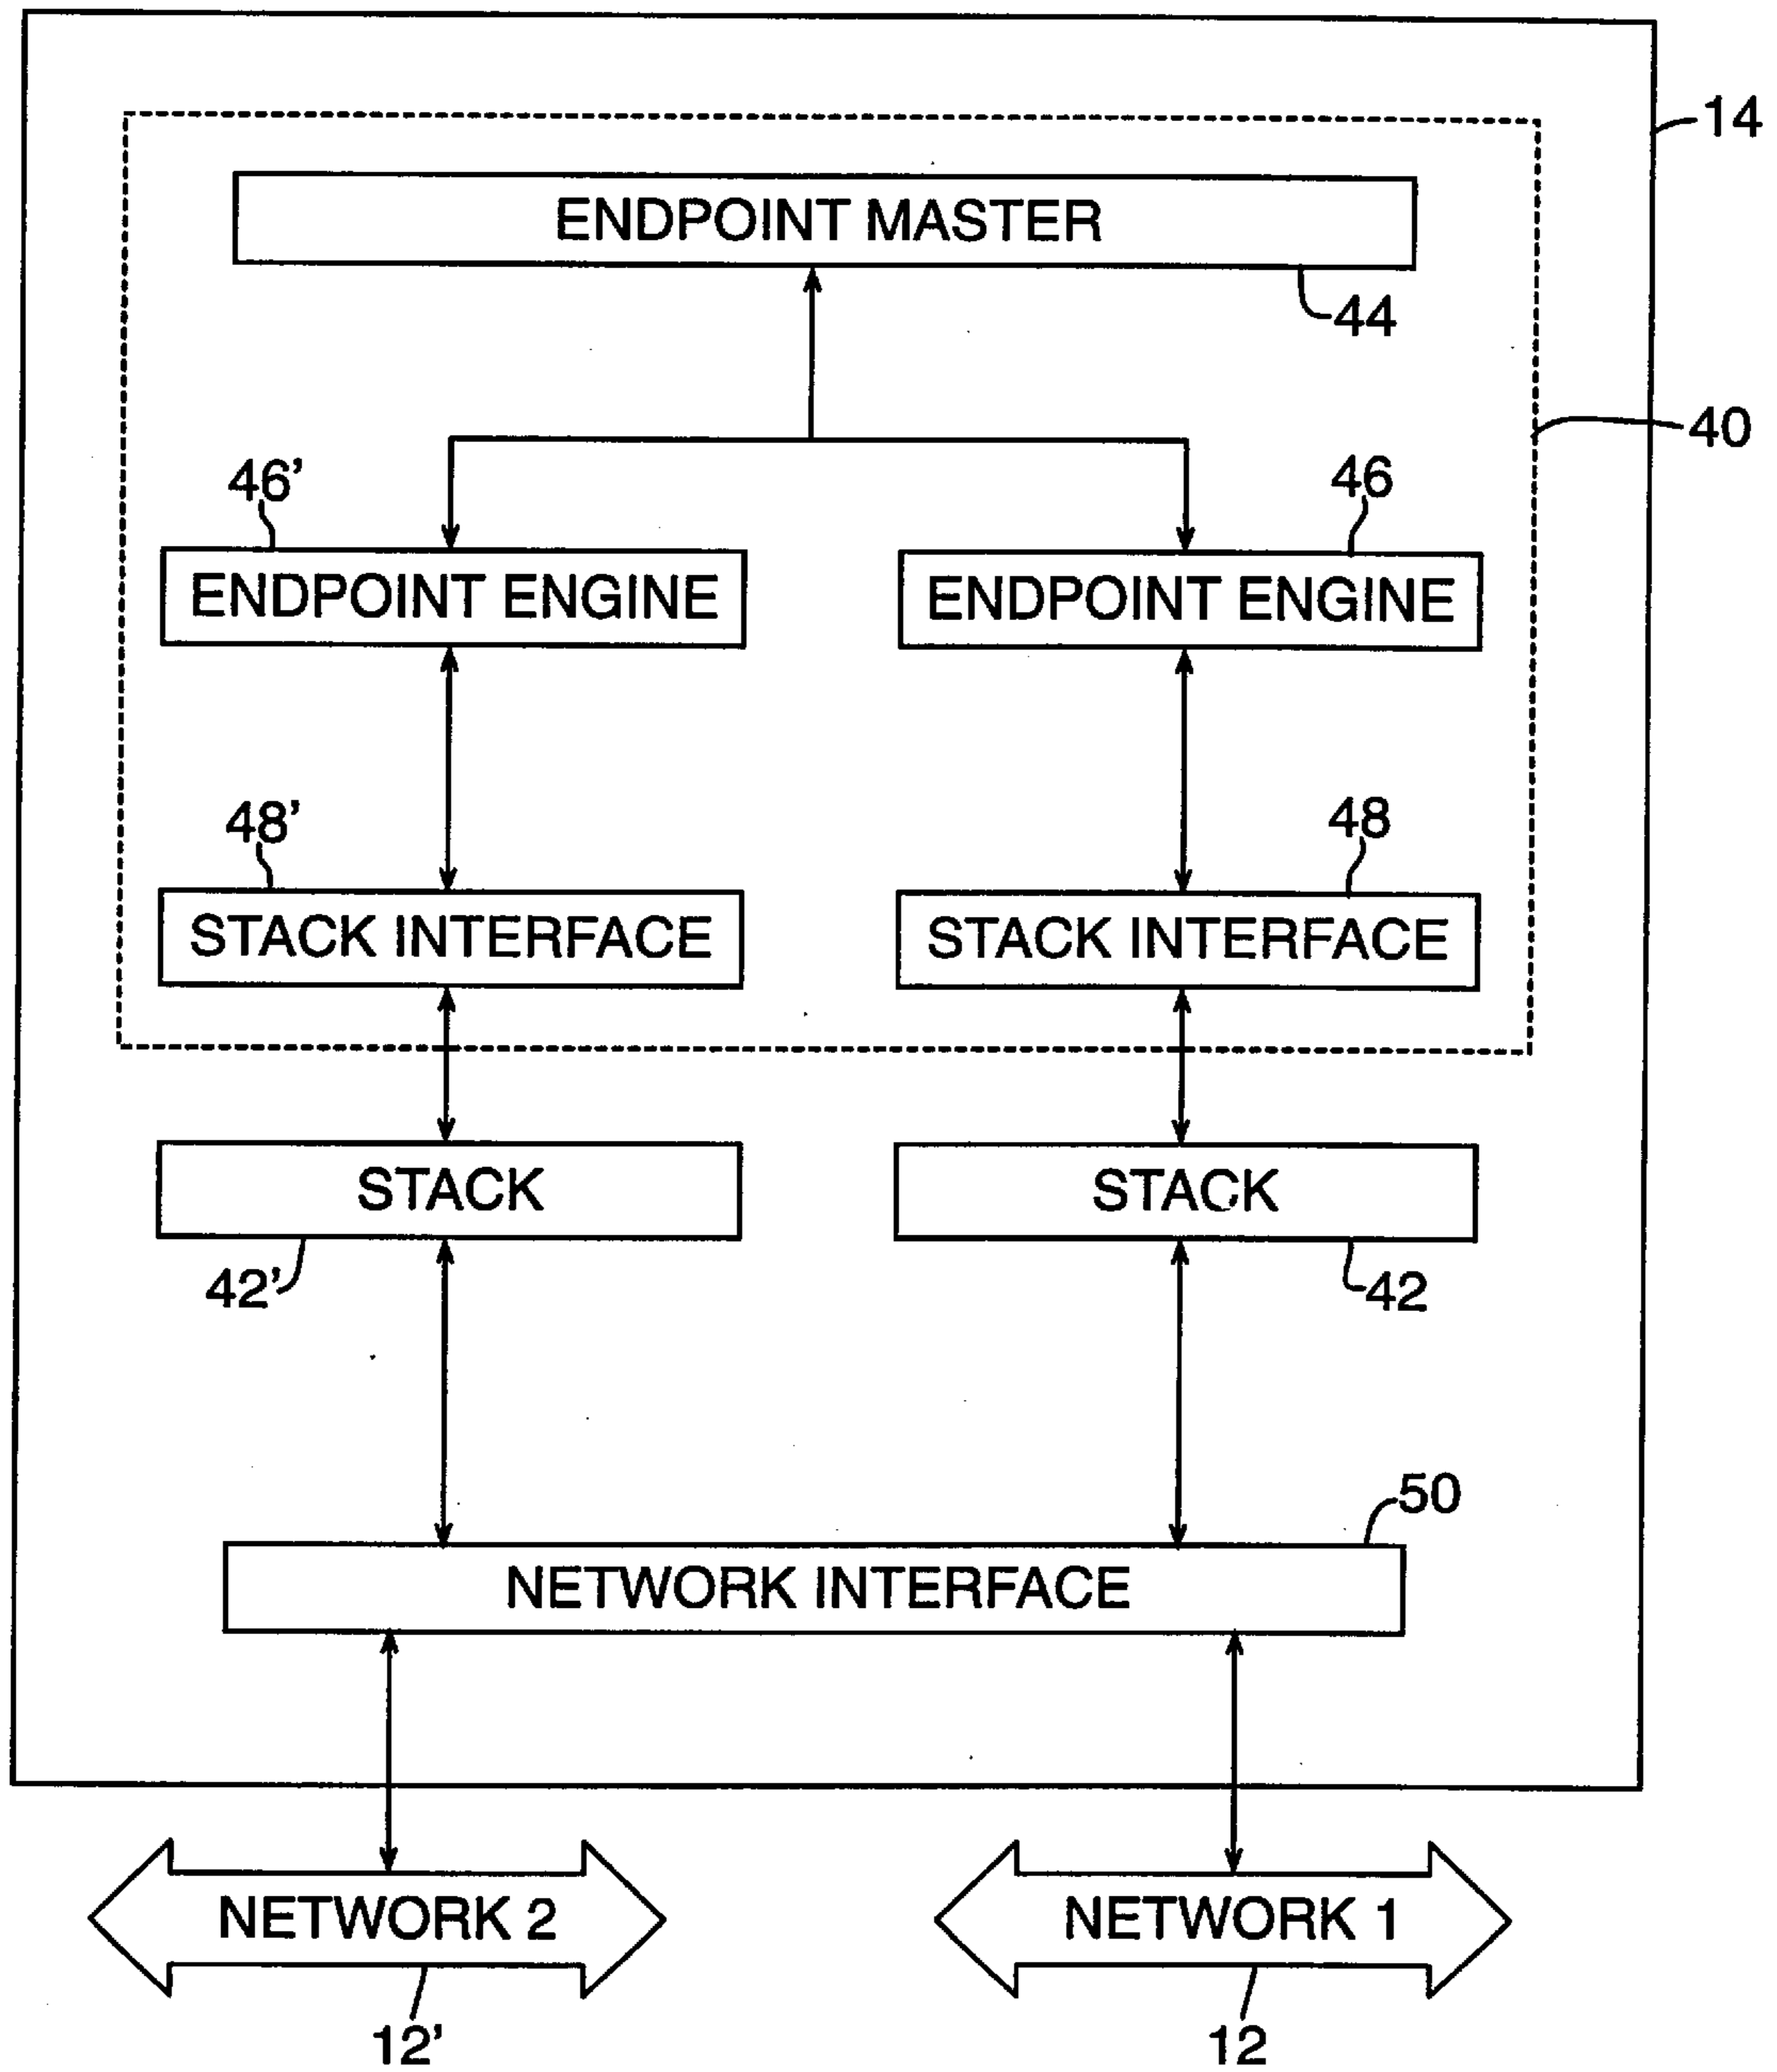 14
ENDPOINT MASTER
44
40
46'
46
ENDPOINT ENGINE
ENDPOINT ENGINE
48'
48
STACK INTERFACE
STACK INTERFACE
STACK
STACK
42'
42
50
NETWORK INTERFACE
NETWORK 2
NETWORK 1
12'
12